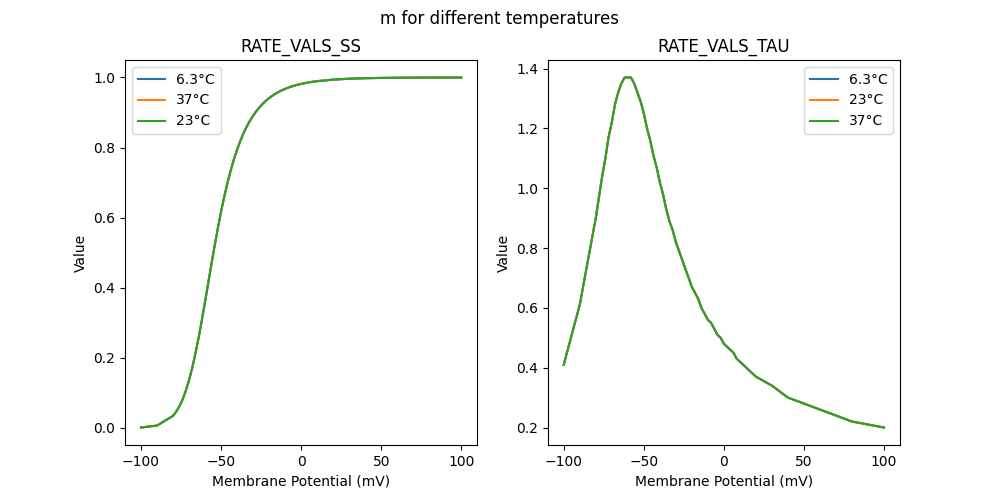 m for different temperatures
RATE_VALS_SS
6.3°C
37°C
23°C
1.0
0.8
0.6
0.4
0.2
0.0
Value
−100
−50
0
50
100
Membrane Potential (mV)
RATE_VALS_TAU
6.3°C
23°C
37°C
1.4
1.2
1.0
0.8
0.6
0.4
0.2
Value
−100
−50
0
50
100
Membrane Potential (mV)